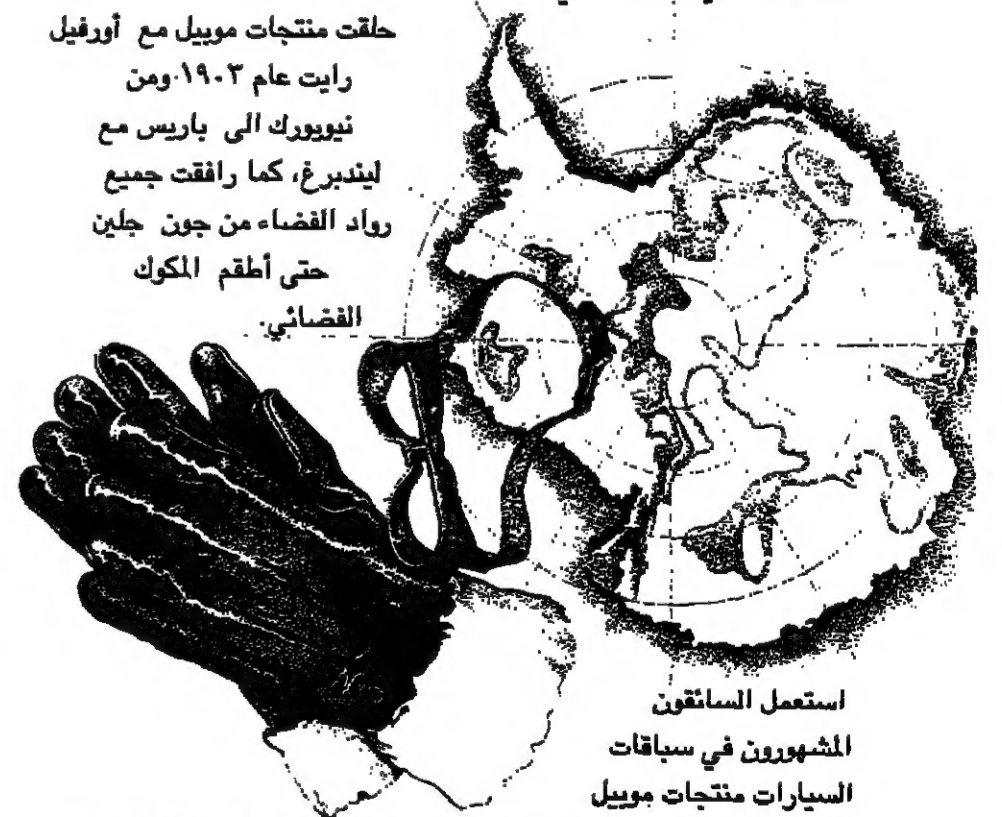 حلقت منتجات موبيل مع أورفيل
رايت عام ١٩٠٣ ومن
نيويورك الى باريس مع
ليندبرغ، كما رافقت جميع
رواد الفضاء من جون جلين
حتى أطقم المكوك
الفضائي.
استعمل السائقون
المشهورون في سباقات
السيارات منتجات موبيل